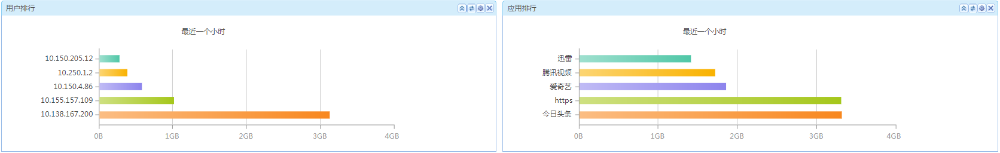 用户排行
最近一个小时
10.150.205.12
10.250.1.2
10.150.4.86
10.155.157.109
10.138.167.200
0B 1GB 2GB 3GB 4GB
应用排行
最近一个小时
迅雷
腾讯视频
爱奇艺
https
今日头条
0B 1GB 2GB 3GB 4GB